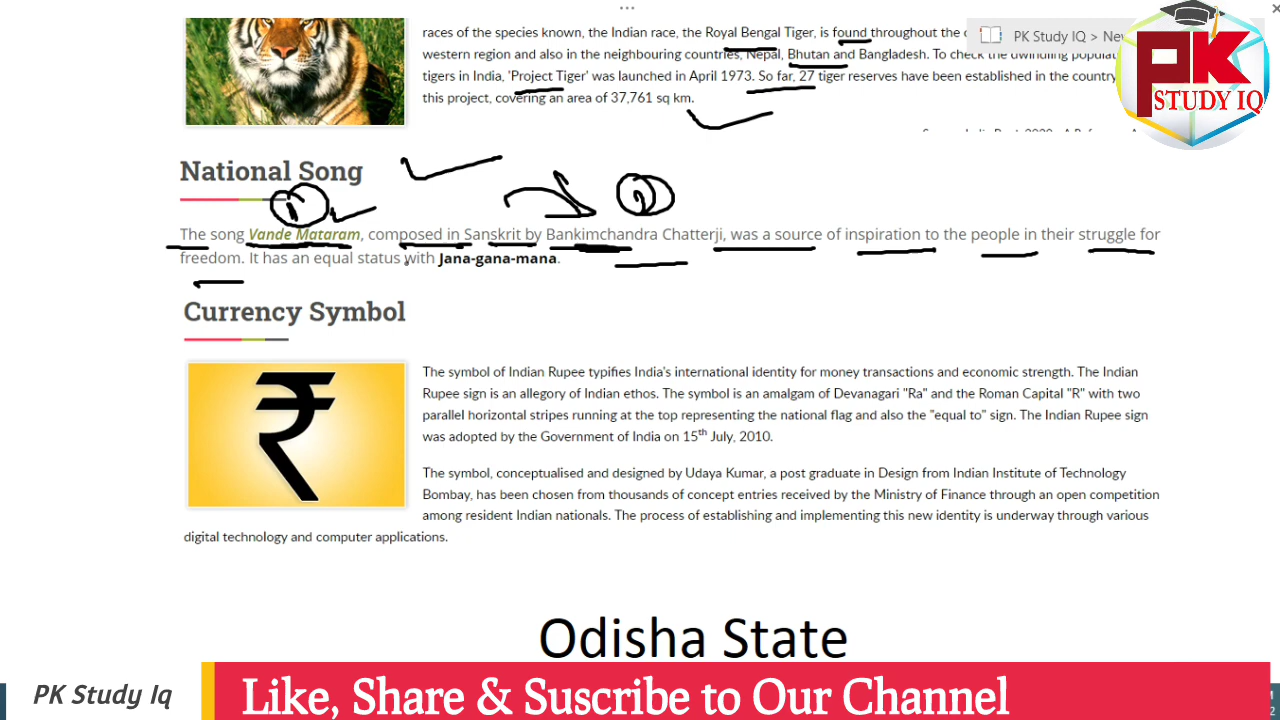 races of the species known, the Indian race, the Royal Bengal Tiger, is found throughout the
PK Study IQ > Nev
western region and also in the neighbouring countries, Nepal, Bhutan and Bangladesh. To check the dwindling populat
tigers in India, 'Project Tiger' was launched in April 1973. So far, 27 tiger reserves have been established in the country
this project, covering an area of 37,761 sq km.
PK
STUDY IQ
National Song
The song Vande Mataram, composed in Sanskrit by Bankimchandra Chatterji, was a source of inspiration to the people in their struggle for
freedom. It has an equal status with Jana-gana-mana.
Currency Symbol
The symbol of Indian Rupee typifies India's international identity for money transactions and economic strength. The Indian
Rupee sign is an allegory of Indian ethos. The symbol is an amalgam of Devanagari "Ra" and the Roman Capital "R" with two
parallel horizontal stripes running at the top representing the national flag and also the "equal to" sign. The Indian Rupee sign
was adopted by the Government of India on 15th July, 2010.
₹
The symbol, conceptualised and designed by Udaya Kumar, a post graduate in Design from Indian Institute of Technology
Bombay, has been chosen from thousands of concept entries received by the Ministry of Finance through an open competition
among resident Indian nationals. The process of establishing and implementing this new identity is underway through various
digital technology and computer applications.
Odisha State
PK Study Iq
Like, Share & Suscribe to Our Channel